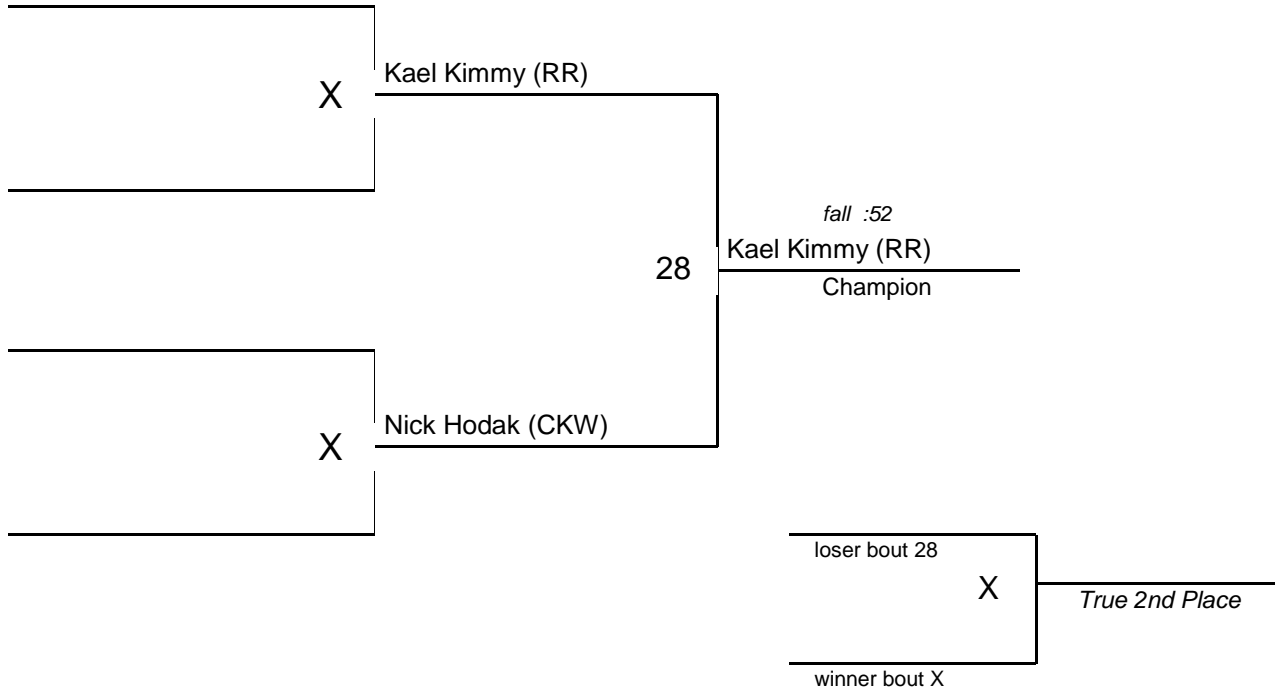 Kael Kimmy (RR)
X
fall :52
Kael Kimmy (RR)
28
Champion
Nick Hodak (CKW)
X
loser bout 28
X
True 2nd Place
winner bout X